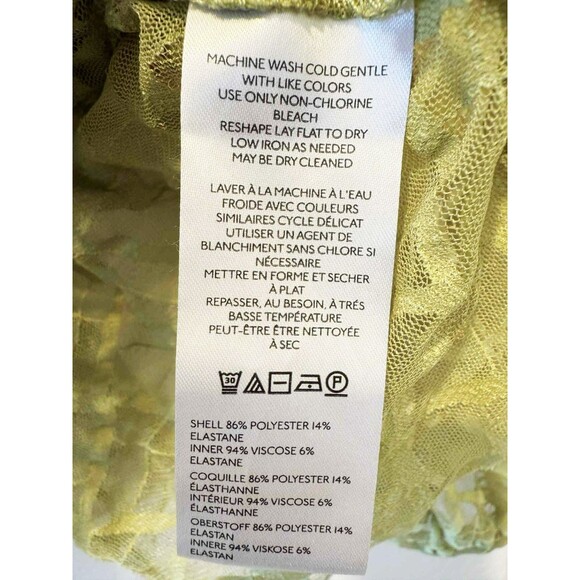 MACHINE WASH COLD GENTLE
WITH LIKE COLORS
USE ONLY NON-CHLORINE
BLEACH
RESHAPE LAY FLAT TO DRY
LOW IRON AS NEEDED
MAY BE DRY CLEANED
LAVER À LA MACHINE À L'EAU
FROIDE AVEC COULEURS
SIMILAIRES CYCLE DÉLICAT
UTILISER UN AGENT DE
BLANCHIMENT SANS CHLORE SI
NÉCESSAIRE
METTRE EN FORME ET SECHER
À PLAT
REPASSER, AU BESOIN, À TRÉS
BASSE TEMPÉRATURE
PEUT-ÊTRE ÊTRE NETTOYÉE
À SEC
30 P
SHELL 86% POLYESTER 14%
ELASTANE
INNER 94% VISCOSE 6%
ELASTANE
COQUILLE 86% POLYESTER 14%
ÉLASTHANNE
INTÉRIEUR 94% VISCOSE 6%
ÉLASTHANNE
OBERSTOFF 86% POLYESTER 14%
ELASTAN
INNERE 94% VISKOSE 6%
ELASTAN